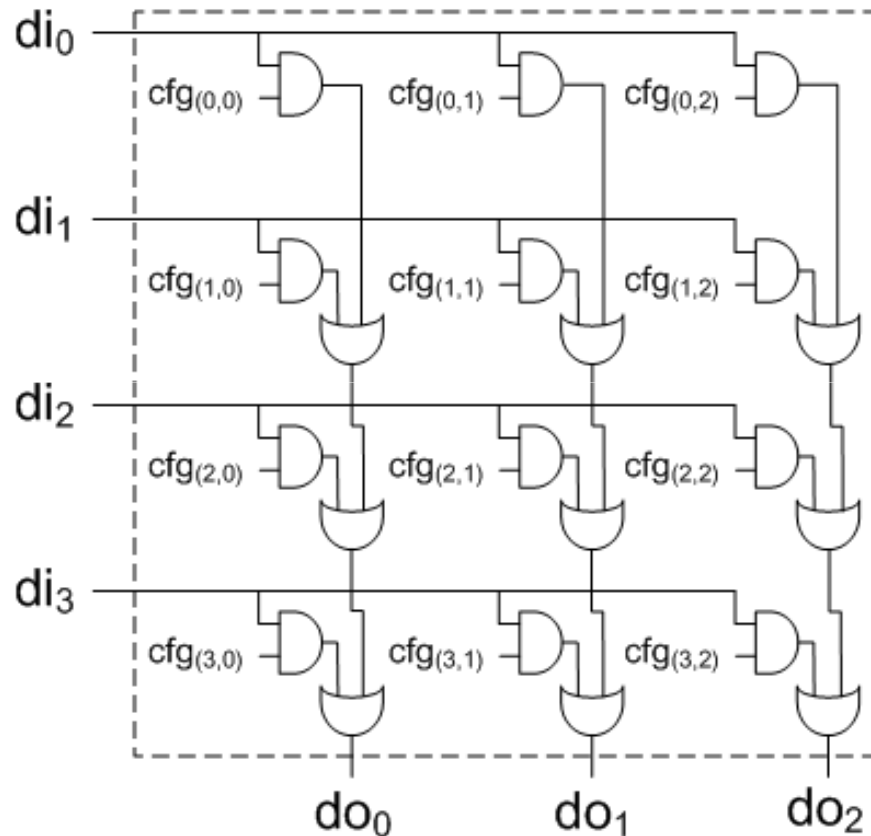 di₀
cfg₍₀,₀₎ cfg₍₀,₁₎ cfg₍₀,₂₎
di₁
cfg₍₁,₀₎ cfg₍₁,₁₎ cfg₍₁,₂₎
di₂
cfg₍₂,₀₎ cfg₍₂,₁₎ cfg₍₂,₂₎
di₃
cfg₍₃,₀₎ cfg₍₃,₁₎ cfg₍₃,₂₎
do₀ do₁ do₂